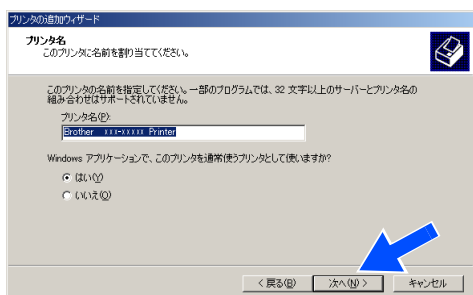 プリンタの追加ウィザード
プリンタ名
このプリンタに名前を割り当ててください。
このプリンタの名前を指定してください。一部のプログラムでは、32 文字以上のサーバーとプリンタ名の
組み合わせはサポートされていません。
プリンタ名(P):
Brother xxx-xxxxx Printer
Windows アプリケーションで、このプリンタを通常使うプリンタとして使いますか?
はい(Y)
いいえ(O)
< 戻る(B)
次へ(N) >
キャンセル